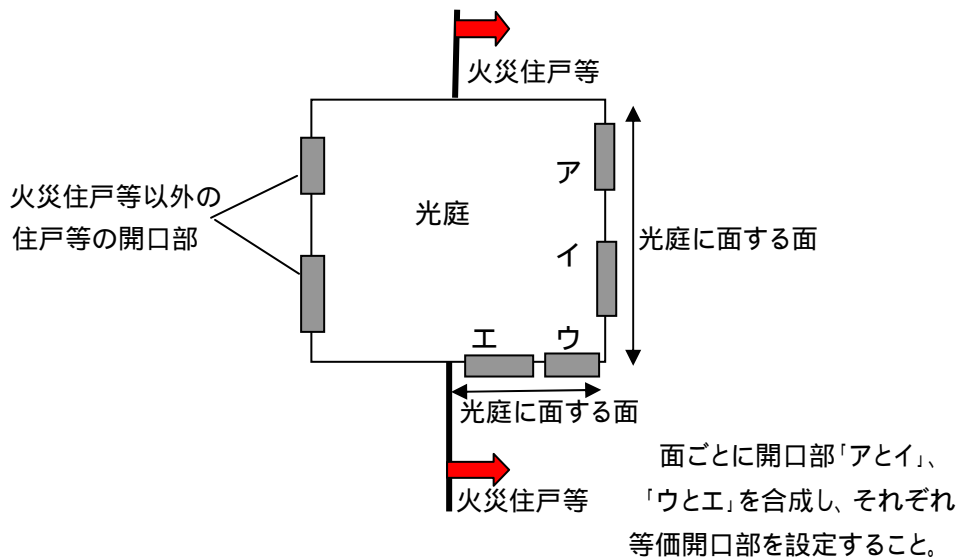 火災住戸等
火災住戸等以外の
住戸等の開口部
光庭
ア
イ
光庭に面する面
エ
ウ
光庭に面する面
火災住戸等
面ごとに開口部「アとイ」、
「ウとエ」を合成し、それぞれ
等価開口部を設定すること。